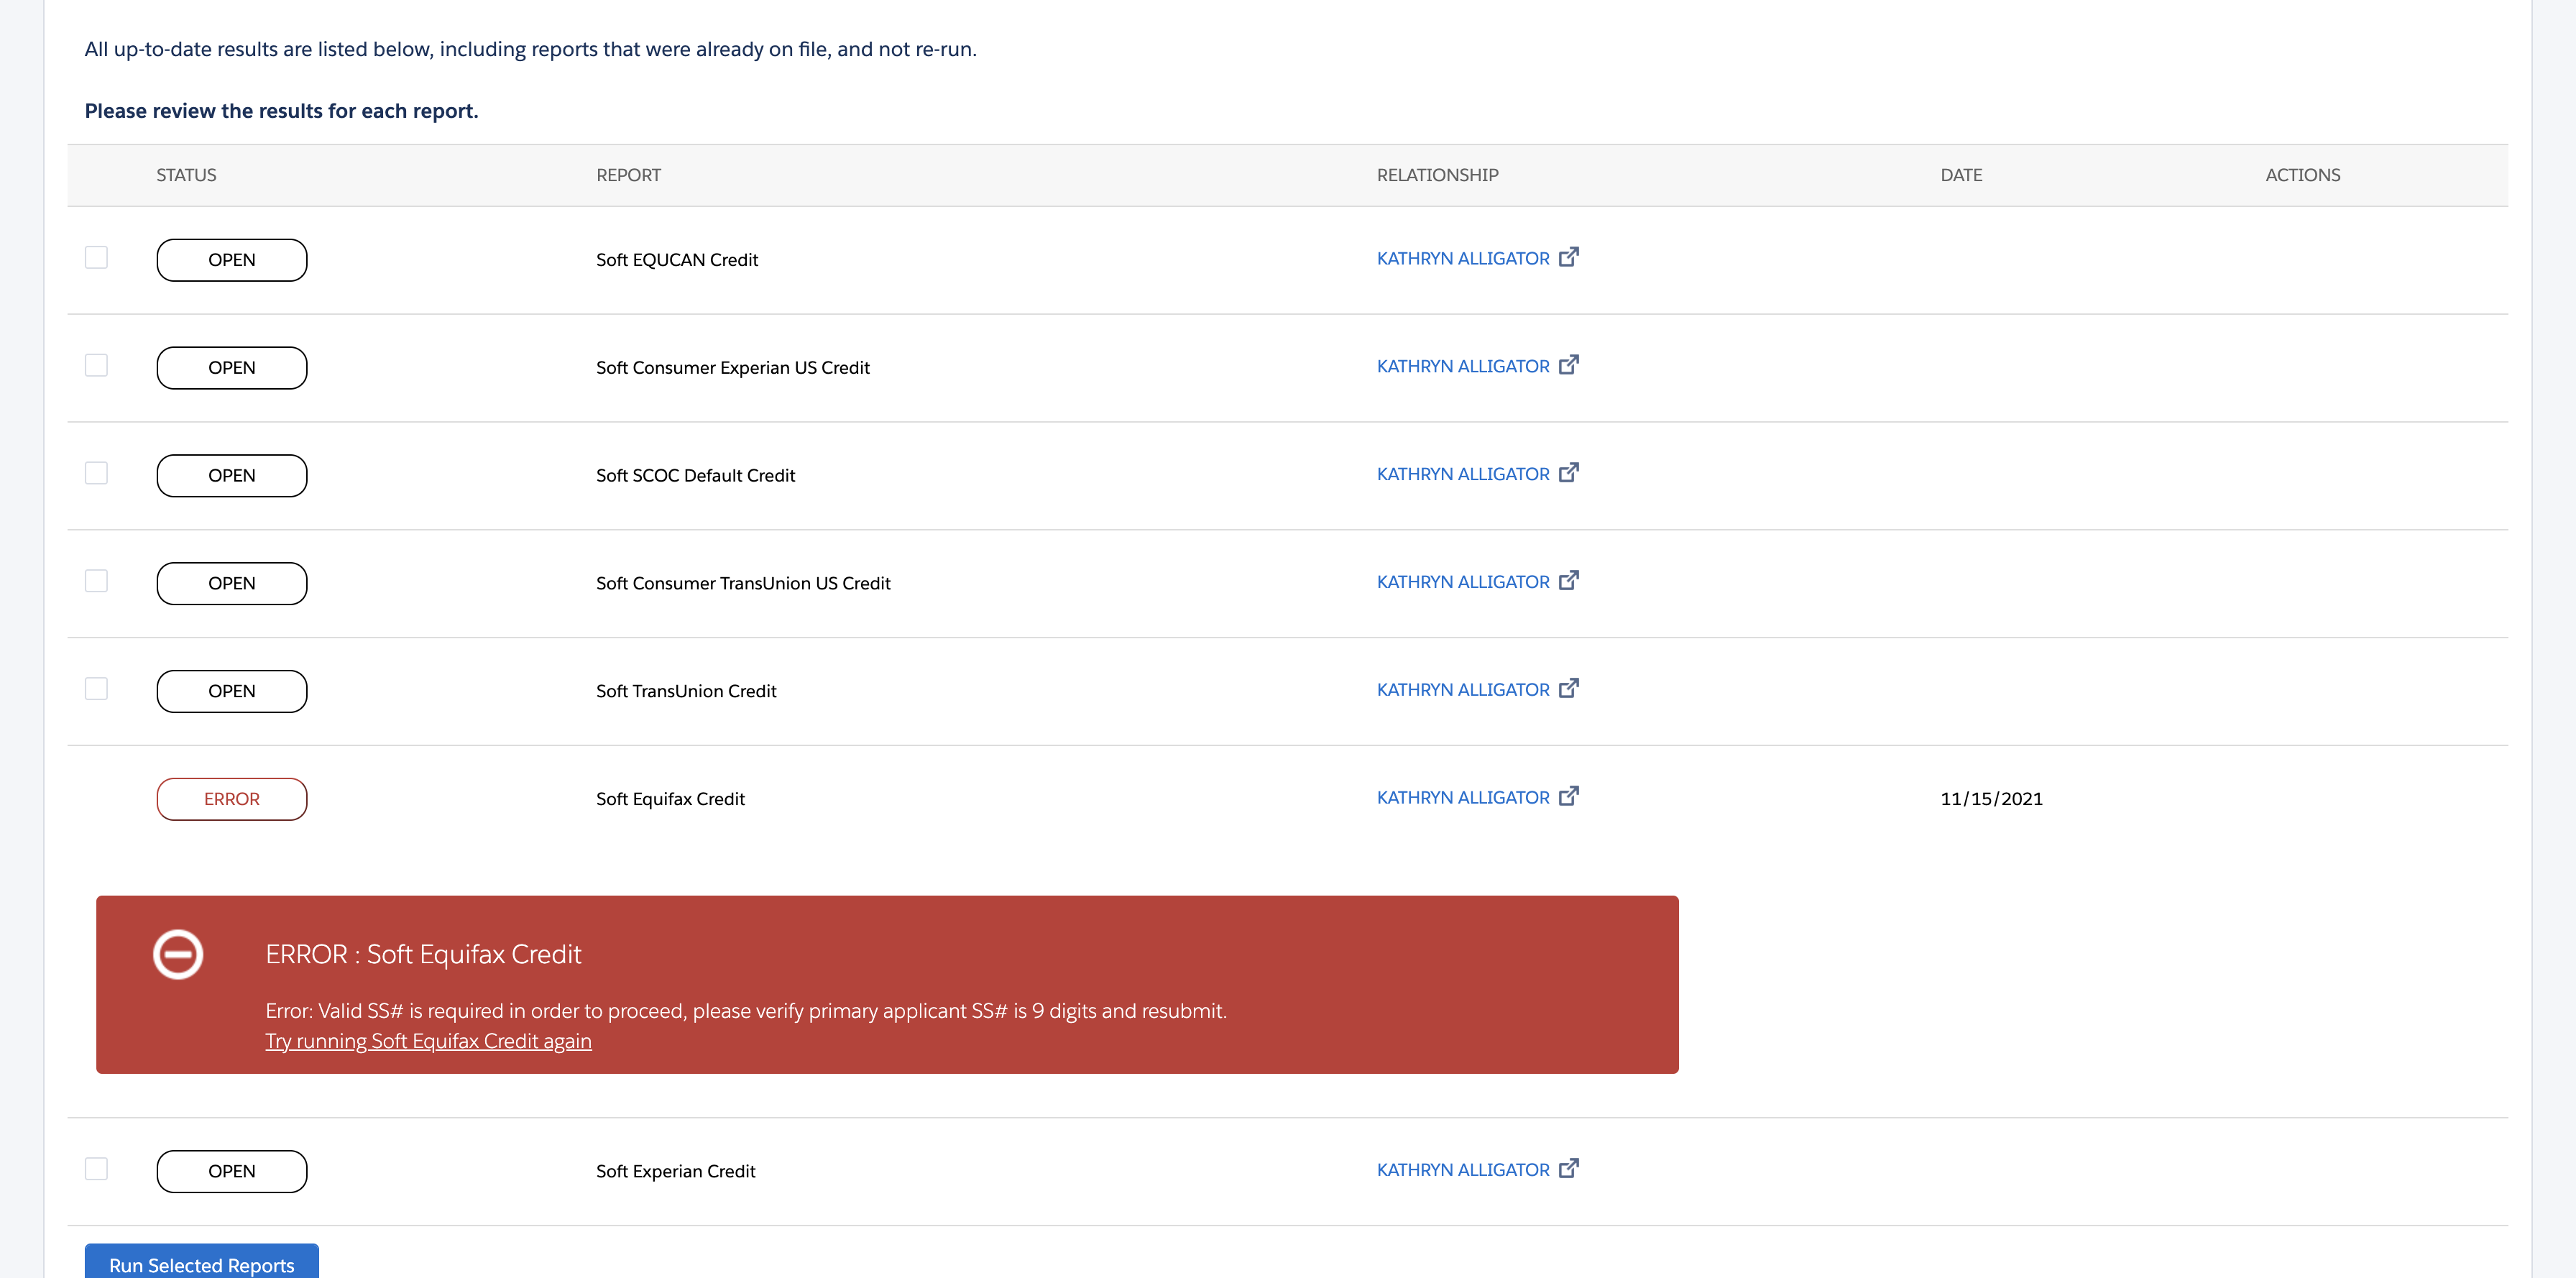 All up-to-date results are listed below, including reports that were already on file, and not re-run.
Please review the results for each report.
STATUS REPORT RELATIONSHIP DATE ACTIONS
OPEN Soft EQUCAN Credit KATHRYN ALLIGATOR
OPEN Soft Consumer Experian US Credit KATHRYN ALLIGATOR
OPEN Soft SCOC Default Credit KATHRYN ALLIGATOR
OPEN Soft Consumer TransUnion US Credit KATHRYN ALLIGATOR
OPEN Soft TransUnion Credit KATHRYN ALLIGATOR
ERROR Soft Equifax Credit KATHRYN ALLIGATOR 11/15/2021
ERROR : Soft Equifax Credit
Error: Valid SS# is required in order to proceed, please verify primary applicant SS# is 9 digits and resubmit.
Try running Soft Equifax Credit again
OPEN Soft Experian Credit KATHRYN ALLIGATOR
Run Selected Reports